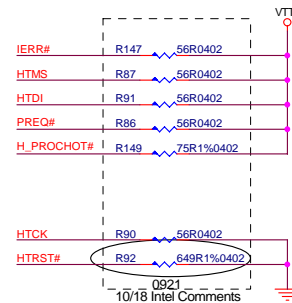 VTT
IERR# R147 56R0402
HTMS R87 56R0402
HTDI R91 56R0402
PREQ# R86 56R0402
H_PROCHOT# R149 75R1%0402
HTCK R90 56R0402
HTRST# R92 649R1%0402
0921
10/18 Intel Comments